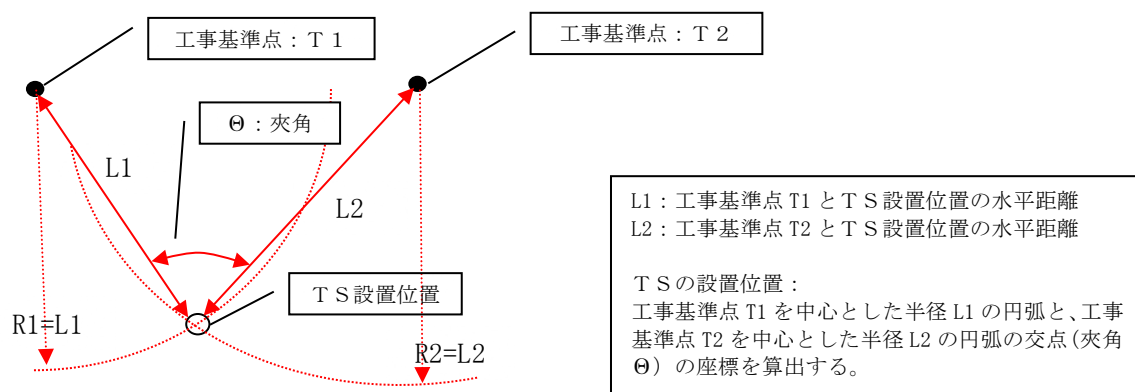 工事基準点：Ｔ１
工事基準点：Ｔ２
Θ：夾角
L1
L2
ＴＳ設置位置
R1=L1
R2=L2
L1：工事基準点 T1 とＴＳ設置位置の水平距離
L2：工事基準点 T2 とＴＳ設置位置の水平距離
ＴＳの設置位置：
工事基準点 T1 を中心とした半径 L1 の円弧と、工事
基準点 T2 を中心とした半径 L2 の円弧の交点(夾角
Θ）の座標を算出する。